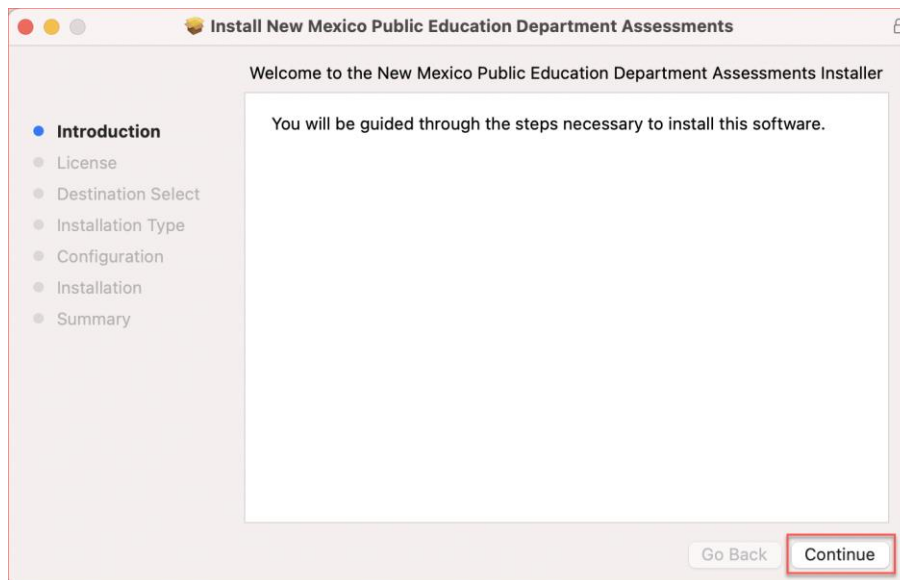 Install New Mexico Public Education Department Assessments
Welcome to the New Mexico Public Education Department Assessments Installer
Introduction
License
Destination Select
Installation Type
Configuration
Installation
Summary
You will be guided through the steps necessary to install this software.
Go Back
Continue